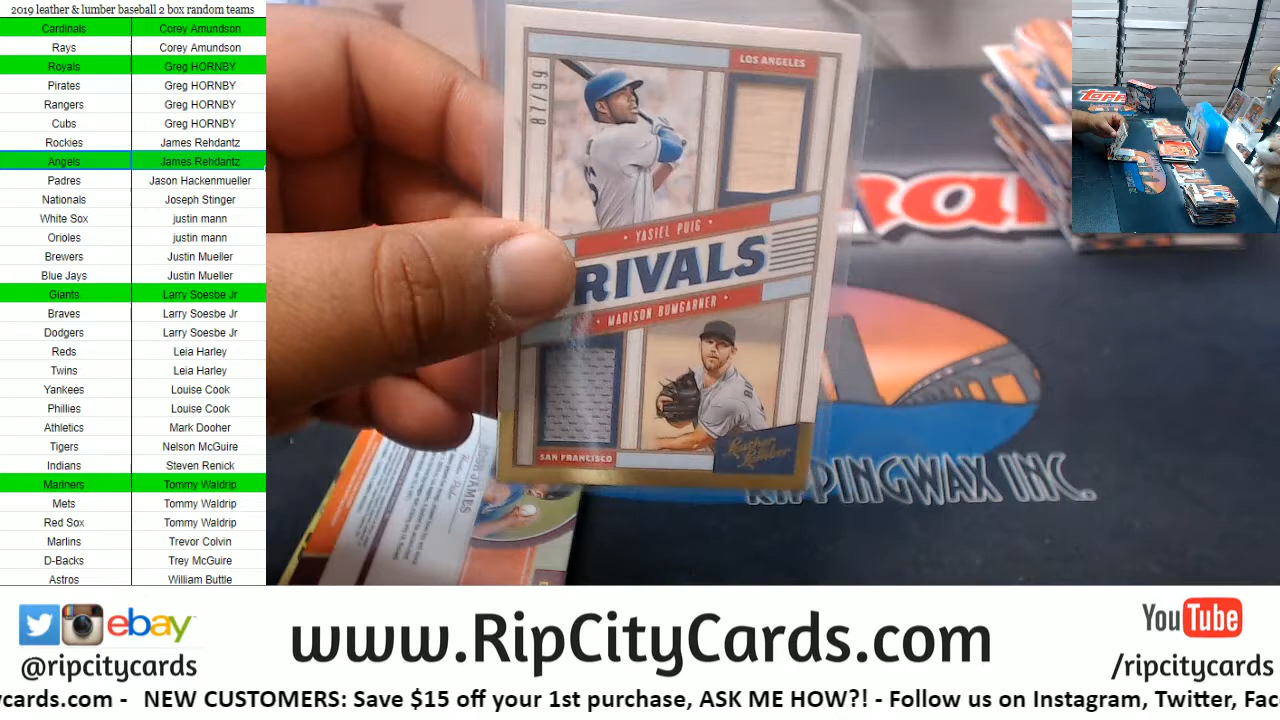 2019 leather & lumber baseball 2 box random teams
Cardinals Corey Amundson
Rays Corey Amundson
Royals Greg HORNBY
Pirates Greg HORNBY
Rangers Greg HORNBY
Cubs Greg HORNBY
Rockies James Rehdantz
Angels James Rehdantz
Padres Jason Hackenmueller
Nationals Joseph Stinger
White Sox justin mann
Orioles justin mann
Brewers Justin Mueller
Blue Jays Justin Mueller
Giants Larry Soesbe Jr
Braves Larry Soesbe Jr
Dodgers Larry Soesbe Jr
Reds Leia Harley
Twins Leia Harley
Yankees Louise Cook
Phillies Louise Cook
Athletics Mark Dooher
Tigers Nelson McGuire
Indians Steven Renick
Mariners Tommy Waldrip
Mets Tommy Waldrip
Red Sox Tommy Waldrip
Marlins Trevor Colvin
D-Backs Trey McGuire
Astros William Buttle
LOS ANGELES
87/99
• YASIEL PUIG •
RIVALS
• MADISON BUMGARNER •
SAN FRANCISCO
Leather & Lumber
RIPPINGWAX INC.
TOPPS
ebay
@ripcitycards
www.RipCityCards.com
YouTube
/ripcitycards
cards.com - NEW CUSTOMERS: Save $15 off your 1st purchase, ASK ME HOW?! - Follow us on Instagram, Twitter, Fac